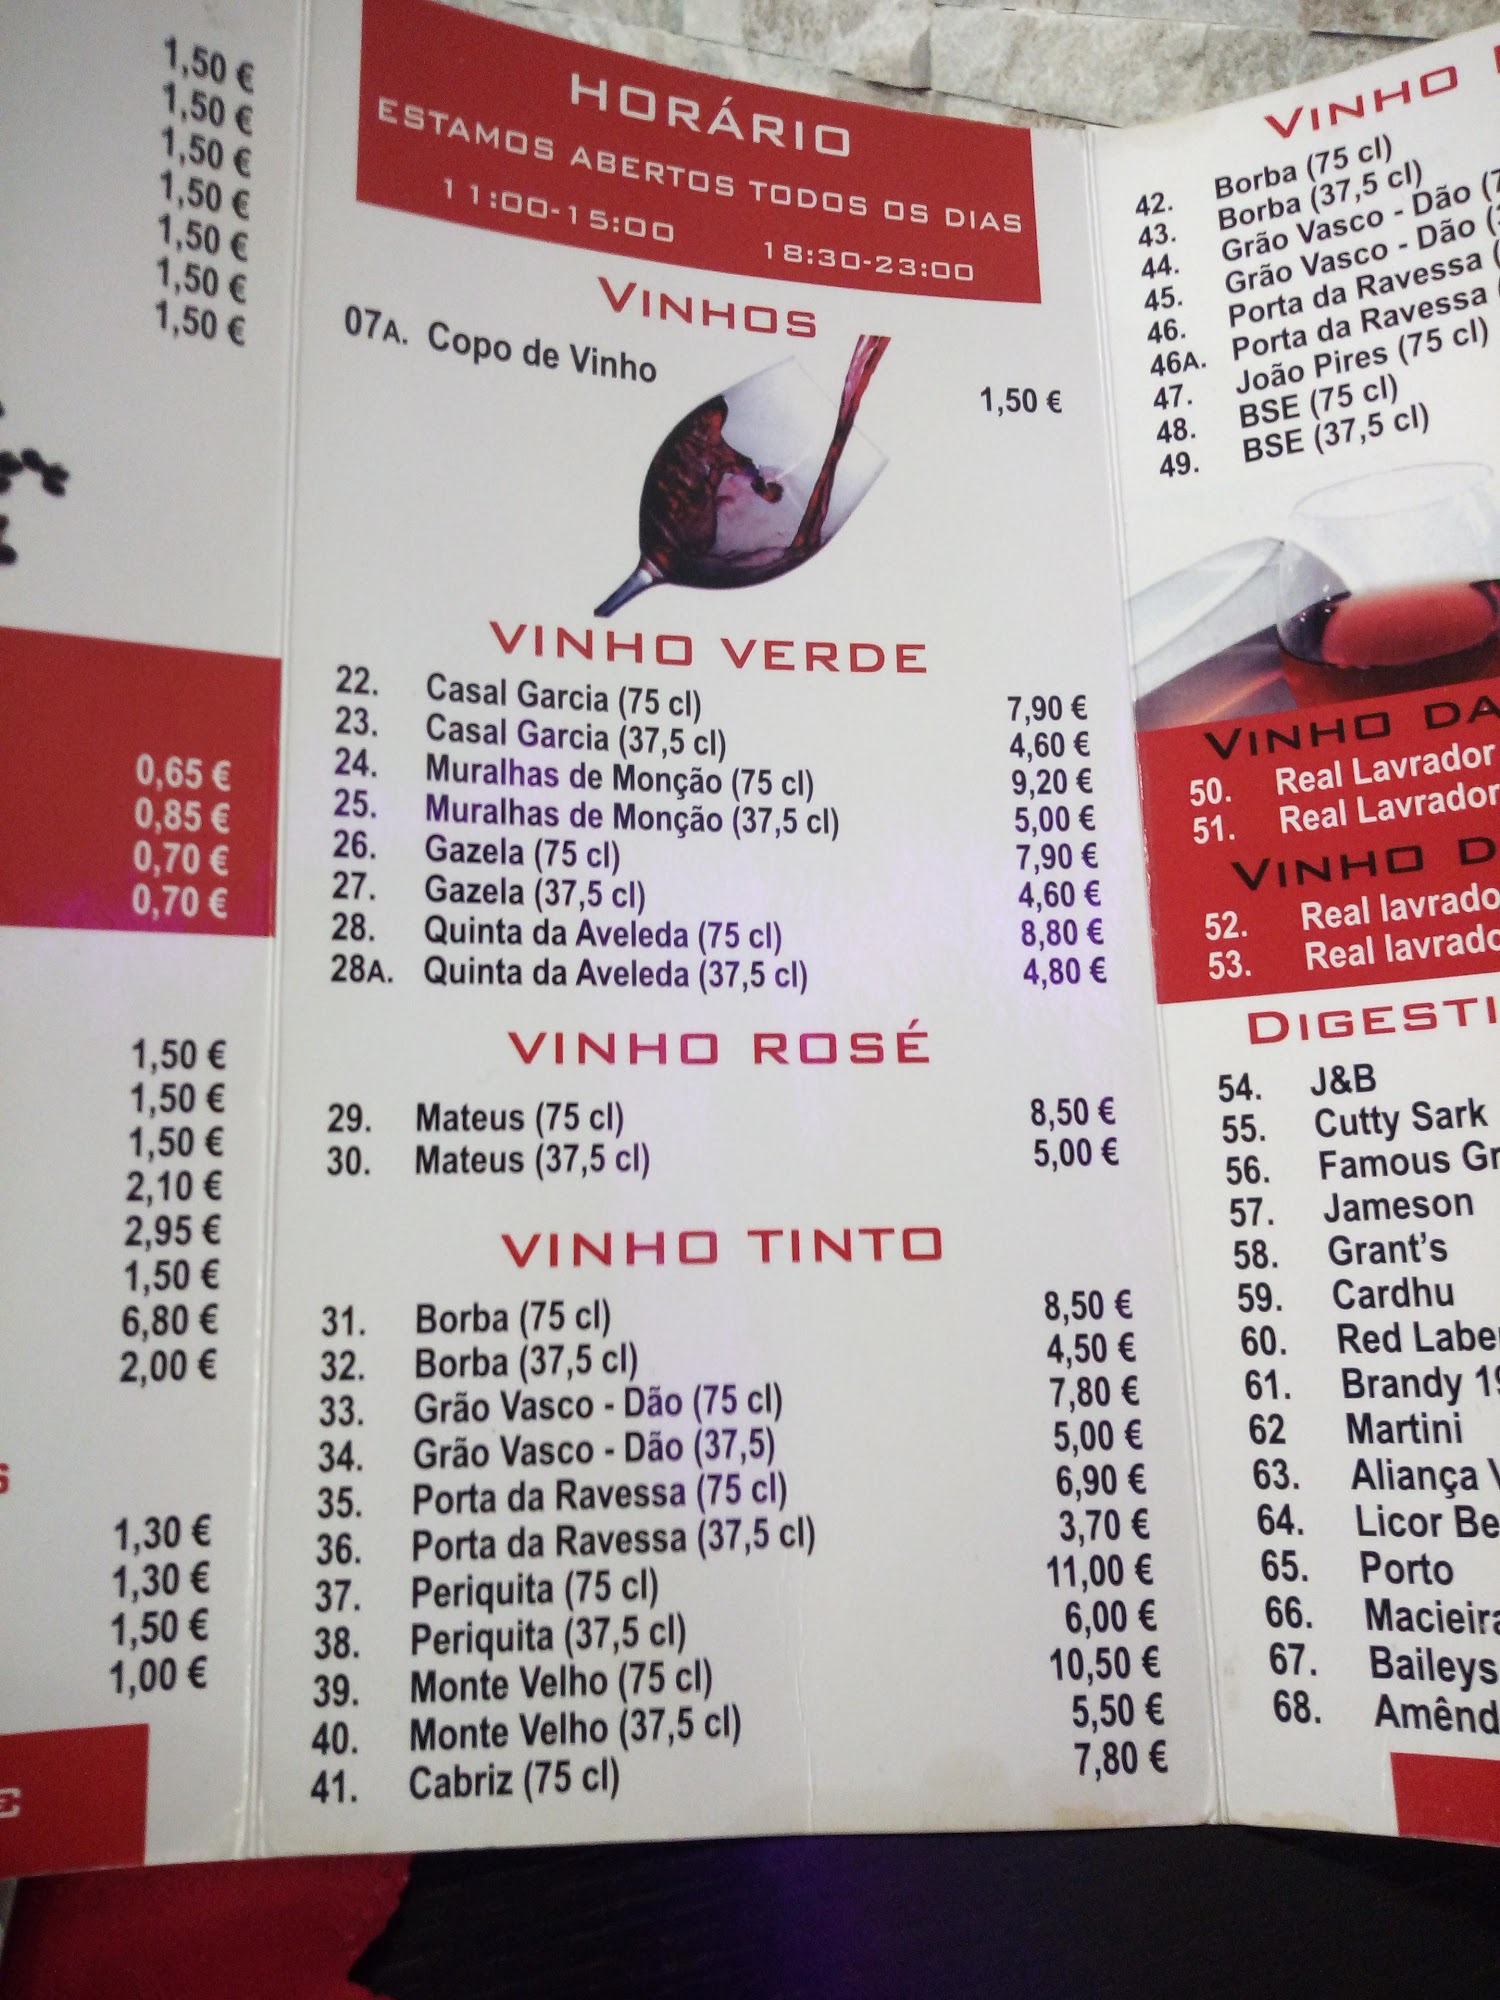 1,50 €
1,50 €
1,50 €
1,50 €
1,50 €
1,50 €
1,50 €
0,65 €
0,85 €
0,70 €
0,70 €
1,50 €
1,50 €
1,50 €
2,10 €
2,95 €
1,50 €
6,80 €
2,00 €
1,30 €
1,30 €
1,50 €
1,00 €
€
HORÁRIO
ESTAMOS ABERTOS TODOS OS DIAS
11:00-15:00 18:30-23:00
VINHOS
07A. Copo de Vinho 1,50 €
VINHO VERDE
22. Casal Garcia (75 cl) 7,90 €
23. Casal Garcia (37,5 cl) 4,60 €
24. Muralhas de Monção (75 cl) 9,20 €
25. Muralhas de Monção (37,5 cl) 5,00 €
26. Gazela (75 cl) 7,90 €
27. Gazela (37,5 cl) 4,60 €
28. Quinta da Aveleda (75 cl) 8,80 €
28A. Quinta da Aveleda (37,5 cl) 4,80 €
VINHO ROSÉ
29. Mateus (75 cl) 8,50 €
30. Mateus (37,5 cl) 5,00 €
VINHO TINTO
31. Borba (75 cl) 8,50 €
32. Borba (37,5 cl) 4,50 €
33. Grão Vasco - Dão (75 cl) 7,80 €
34. Grão Vasco - Dão (37,5) 5,00 €
35. Porta da Ravessa (75 cl) 6,90 €
36. Porta da Ravessa (37,5 cl) 3,70 €
37. Periquita (75 cl) 11,00 €
38. Periquita (37,5 cl) 6,00 €
39. Monte Velho (75 cl) 10,50 €
40. Monte Velho (37,5 cl) 5,50 €
41. Cabriz (75 cl) 7,80 €
VINHO
42. Borba (75 cl)
43. Borba (37,5 cl)
44. Grão Vasco - Dão (7
45. Grão Vasco - Dão (
46. Porta da Ravessa (
46A. Porta da Ravessa (
47. João Pires (75 cl)
48. BSE (75 cl)
49. BSE (37,5 cl)
VINHO DA
50. Real Lavrador
51. Real Lavrador
VINHO D
52. Real lavrado
53. Real lavrado
DIGESTI
54. J&B
55. Cutty Sark
56. Famous Gr
57. Jameson
58. Grant's
59. Cardhu
60. Red Labe
61. Brandy 19
62 Martini
63. Aliança V
64. Licor Be
65. Porto
66. Macieira
67. Baileys
68. Amênd